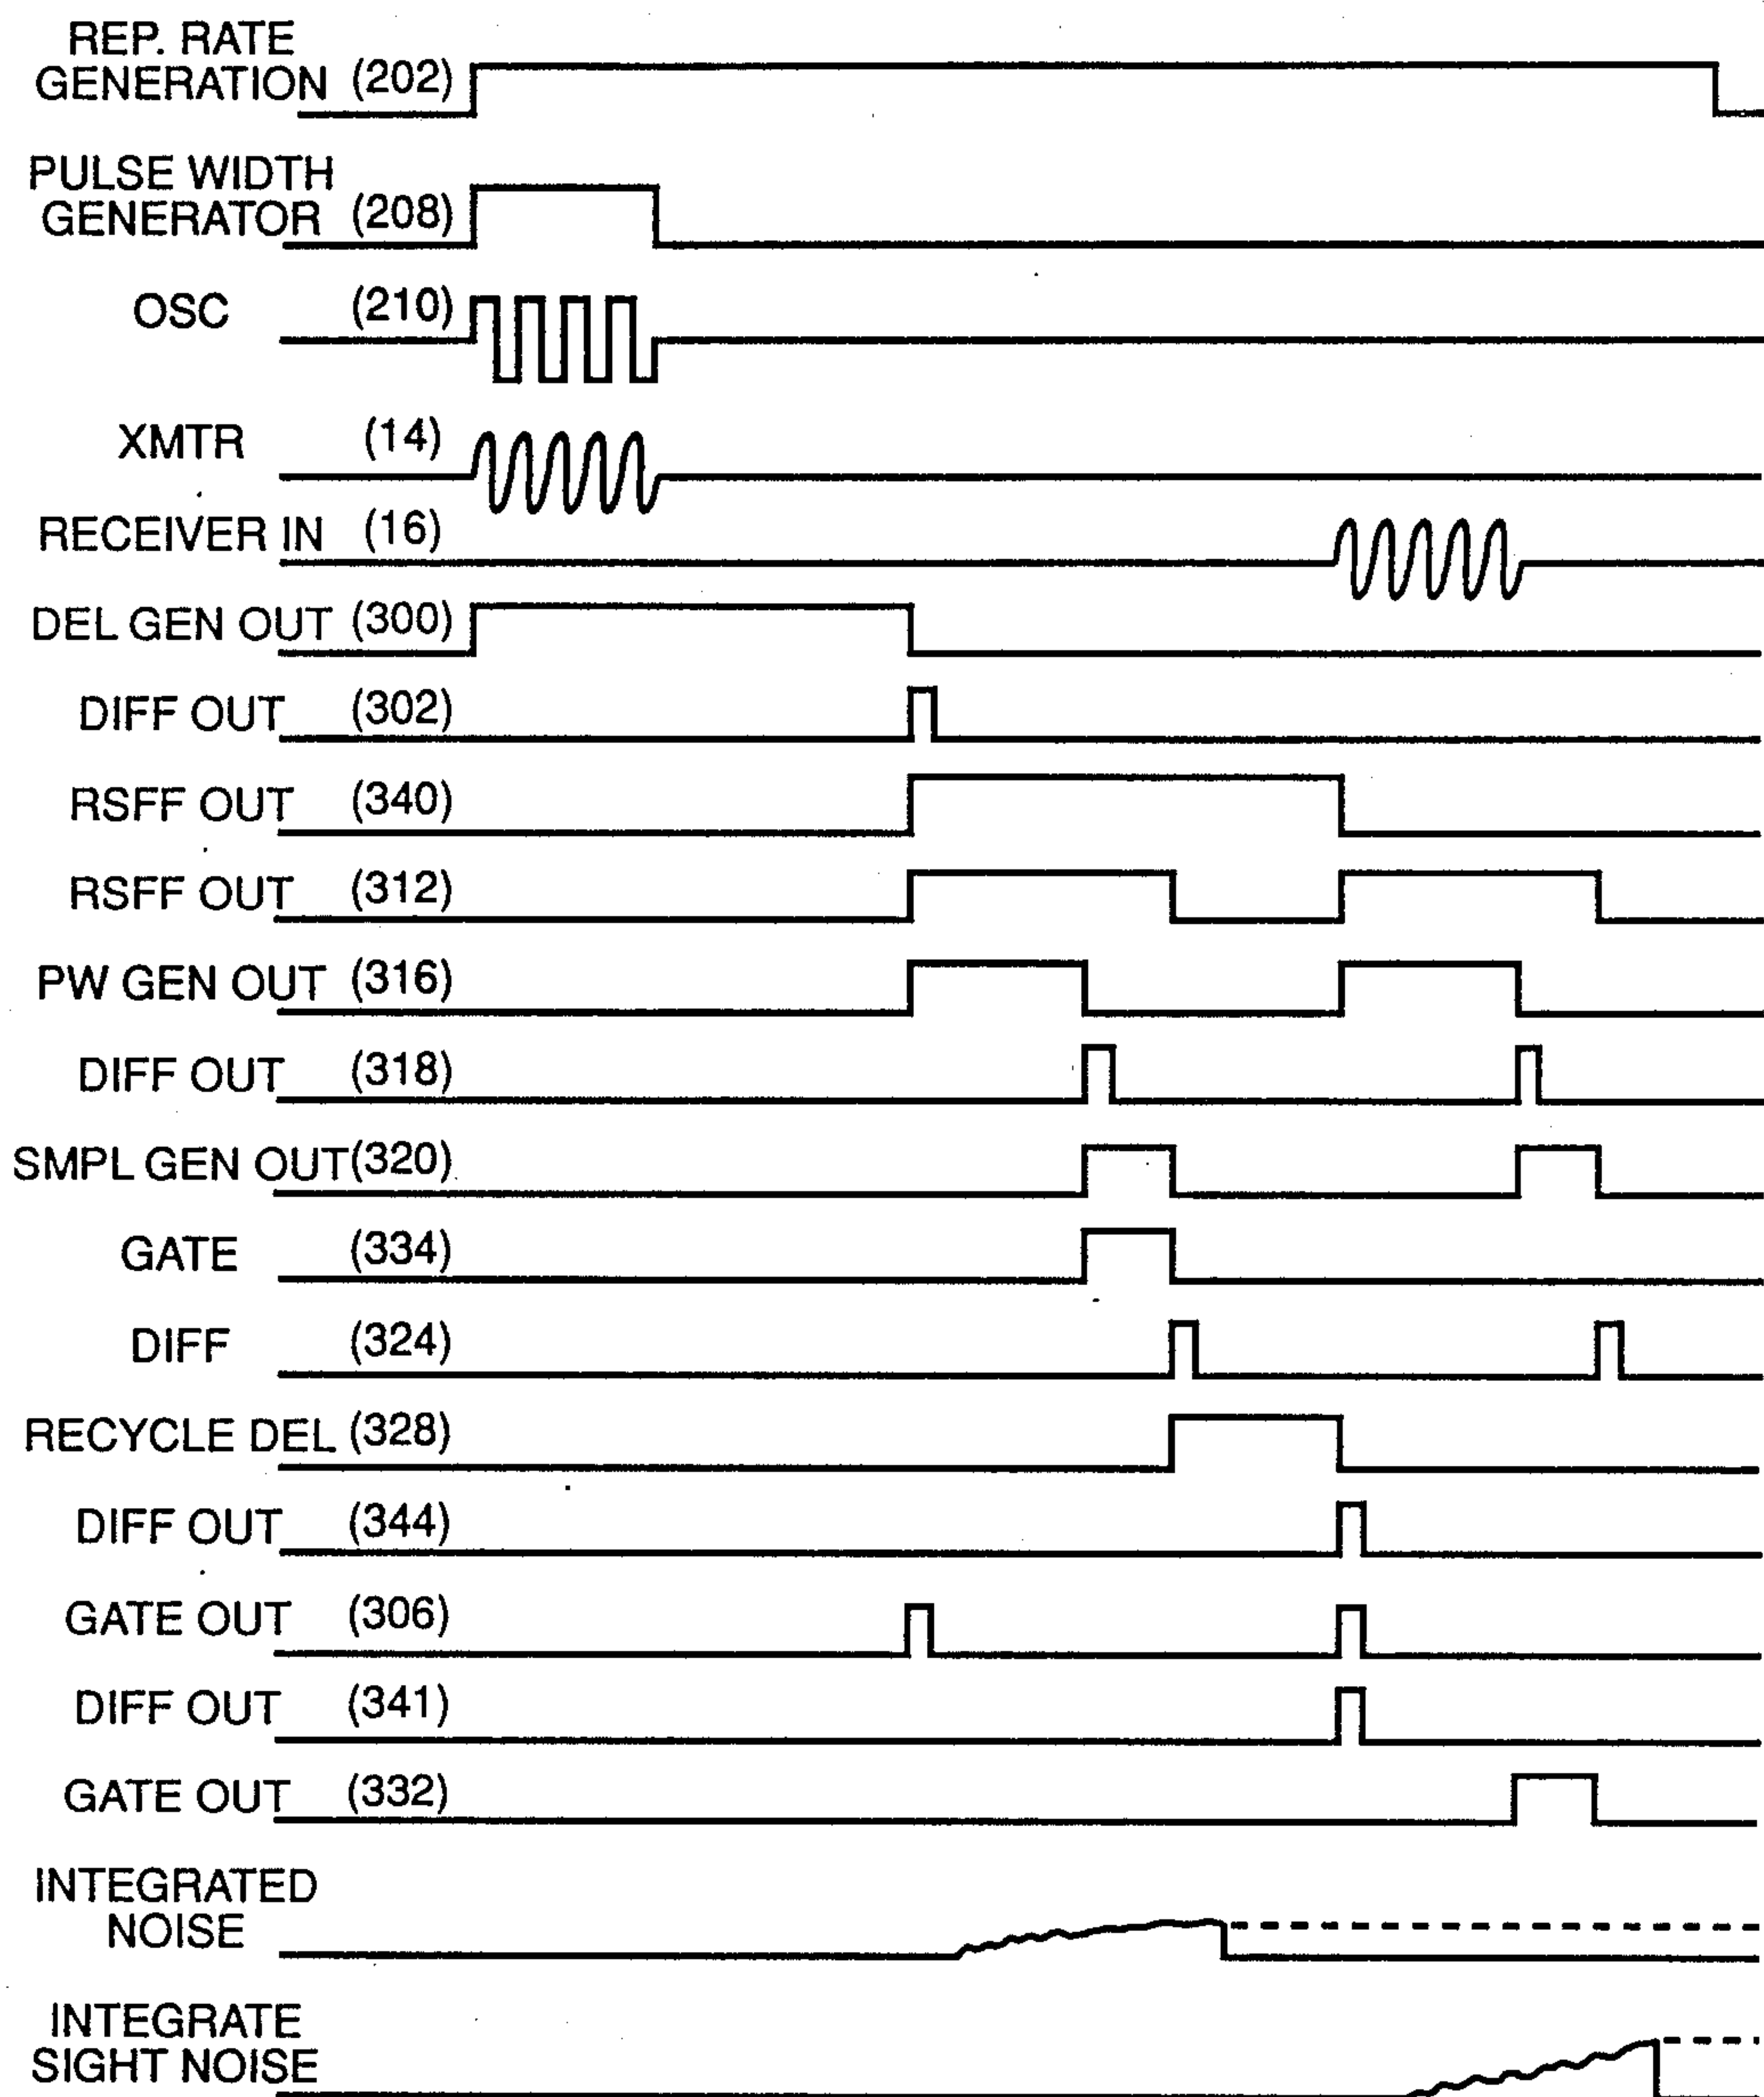 REP. RATE
GENERATION (202)
PULSE WIDTH
GENERATOR (208)
OSC (210)
XMTR (14)
RECEIVER IN (16)
DEL GEN OUT (300)
DIFF OUT (302)
RSFF OUT (340)
RSFF OUT (312)
PW GEN OUT (316)
DIFF OUT (318)
SMPL GEN OUT (320)
GATE (334)
DIFF (324)
RECYCLE DEL (328)
DIFF OUT (344)
GATE OUT (306)
DIFF OUT (341)
GATE OUT (332)
INTEGRATED
NOISE
INTEGRATE
SIGHT NOISE